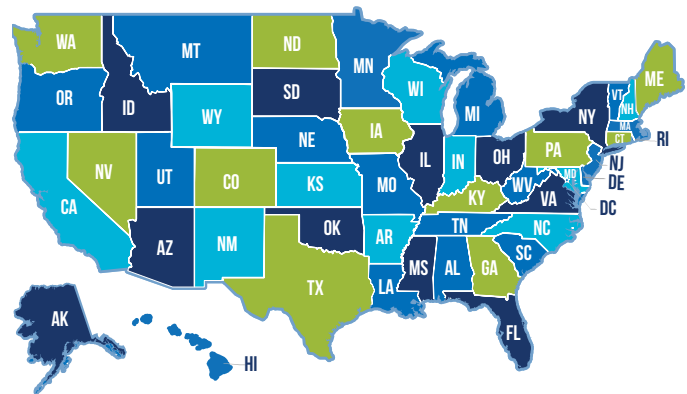 WA
MT
ND
MN
OR
ID
WY
SD
WI
MI
NY
VT
NH
ME
MA
CT
RI
NV
UT
CO
NE
IA
IL
IN
OH
PA
NJ
CA
KS
MO
KY
WV
VA
MD
DE
DC
AZ
NM
OK
AR
TN
NC
SC
TX
LA
MS
AL
GA
FL
AK
HI